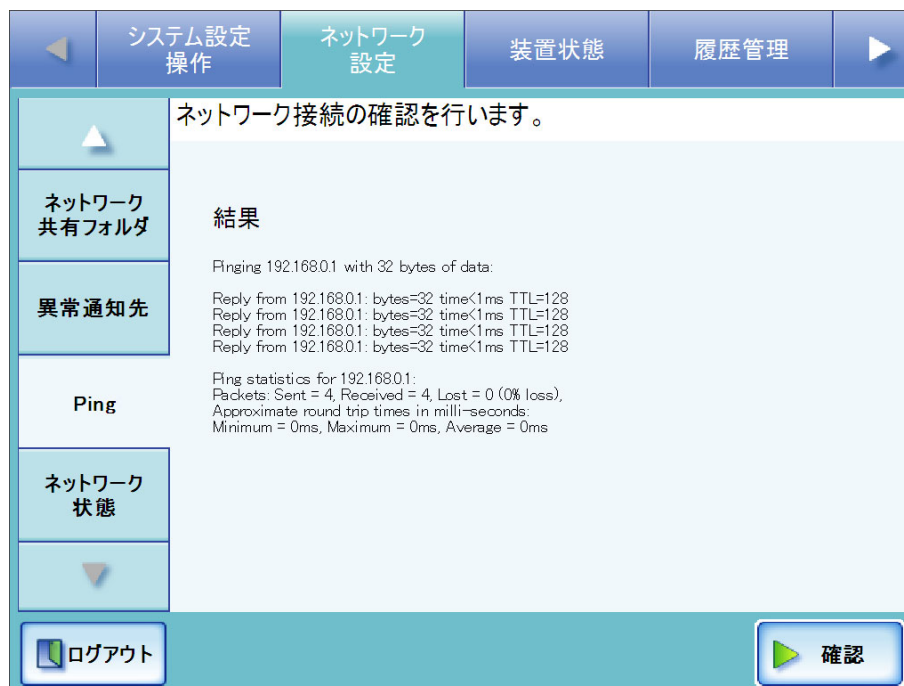 システム設定
操作
ネットワーク
設定
装置状態
履歴管理
ネットワーク接続の確認を行います。
ネットワーク
共有フォルダ
異常通知先
Ping
ネットワーク
状態
結果
Pinging 192.168.0.1 with 32 bytes of data:
Reply from 192.168.0.1: bytes=32 time<1ms TTL=128
Reply from 192.168.0.1: bytes=32 time<1ms TTL=128
Reply from 192.168.0.1: bytes=32 time<1ms TTL=128
Reply from 192.168.0.1: bytes=32 time<1ms TTL=128
Ping statistics for 192.168.0.1:
Packets: Sent = 4, Received = 4, Lost = 0 (0% loss),
Approximate round trip times in milli-seconds:
Minimum = 0ms, Maximum = 0ms, Average = 0ms
ログアウト
確認